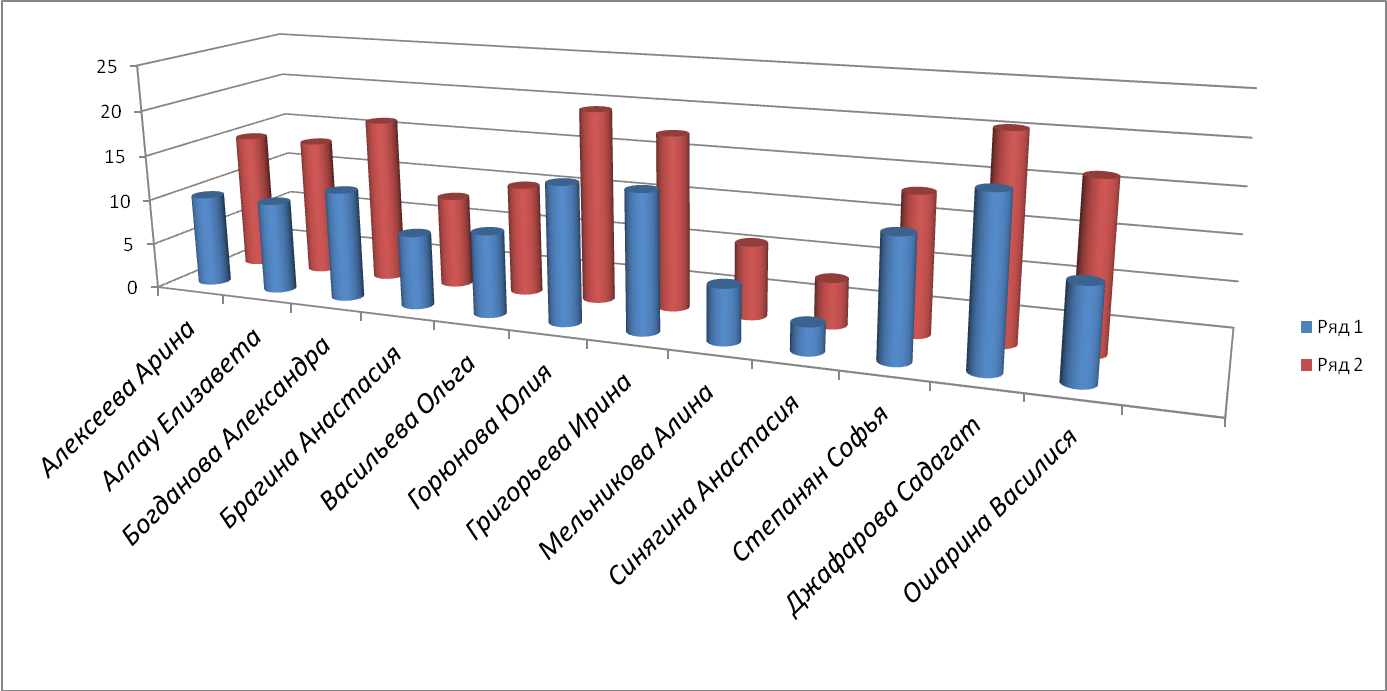 25
20
15
10
5
0
Алексеева Арина
Аллау Елизавета
Богданова Александра
Брагина Анастасия
Васильева Ольга
Горюнова Юлия
Григорьева Ирина
Мельникова Алина
Синягина Анастасия
Степанян Софья
Джафарова Садагат
Ошарина Василися
Ряд 1
Ряд 2